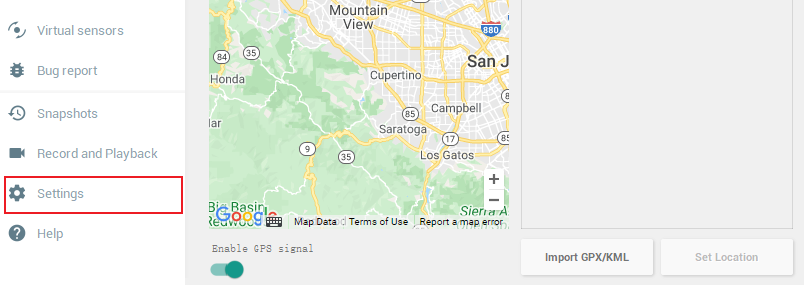 Virtual sensors
Bug report
Snapshots
Record and Playback
Settings
Help
Mountain
View
880
84
35
Honda
Cupertino
San J
85
Campbell
lar
Saratoga
85
17
9
35
Los Gatos
+
−
Big Basin
Redwood
Sierra A
Google
Map Data
Terms of Use
Report a map error
Enable GPS signal
Import GPX/KML
Set Location